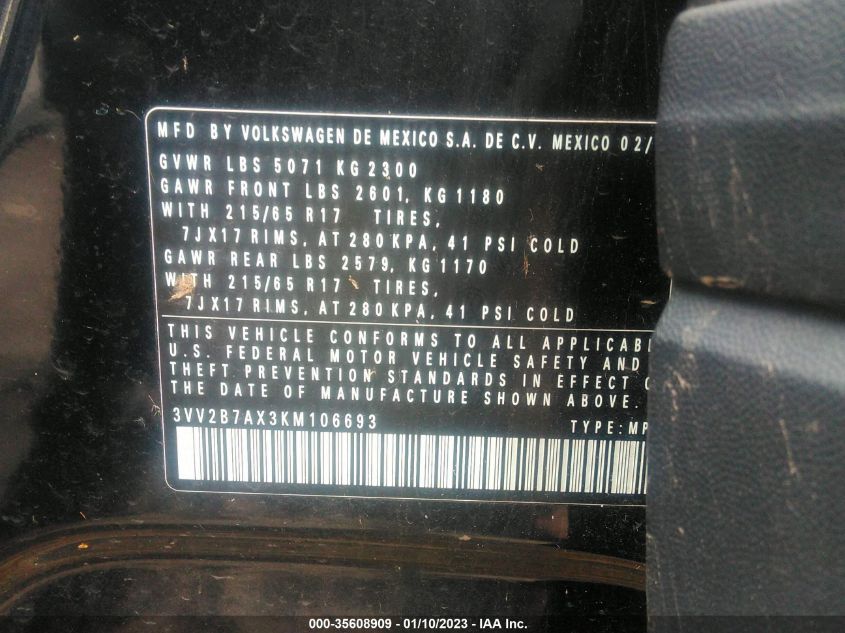 MFD BY VOLKSWAGEN DE MEXICO S.A. DE C.V. MEXICO 02/
GVWR LBS 5071 KG 2300
GAWR FRONT LBS 2601, KG 1180
WITH 215/65 R17 TIRES,
7JX17 RIMS, AT 280 KPA, 41 PSI COLD
GAWR REAR LBS 2579, KG 1170
WITH 215/65 R17 TIRES,
7JX17 RIMS, AT 280 KPA, 41 PSI COLD
THIS VEHICLE CONFORMS TO ALL
U.S. FEDERAL MOTOR VEHICLE SAFETY AND
THEFT PREVENTION STANDARDS IN EFFECT
THE DATE OF MANUFACTURE SHOWN ABOVE.
3VV2B7AX3KM106693 TYPE:MP
000-35608909 - 01/10/2023 - IAA Inc.